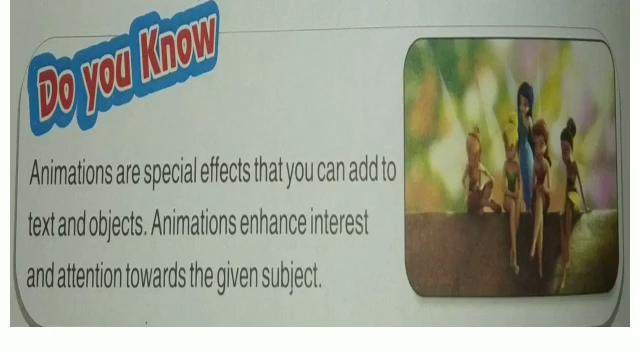 Do you Know
Animations are special effects that you can add to
text and objects. Animations enhance interest
and attention towards the given subject.